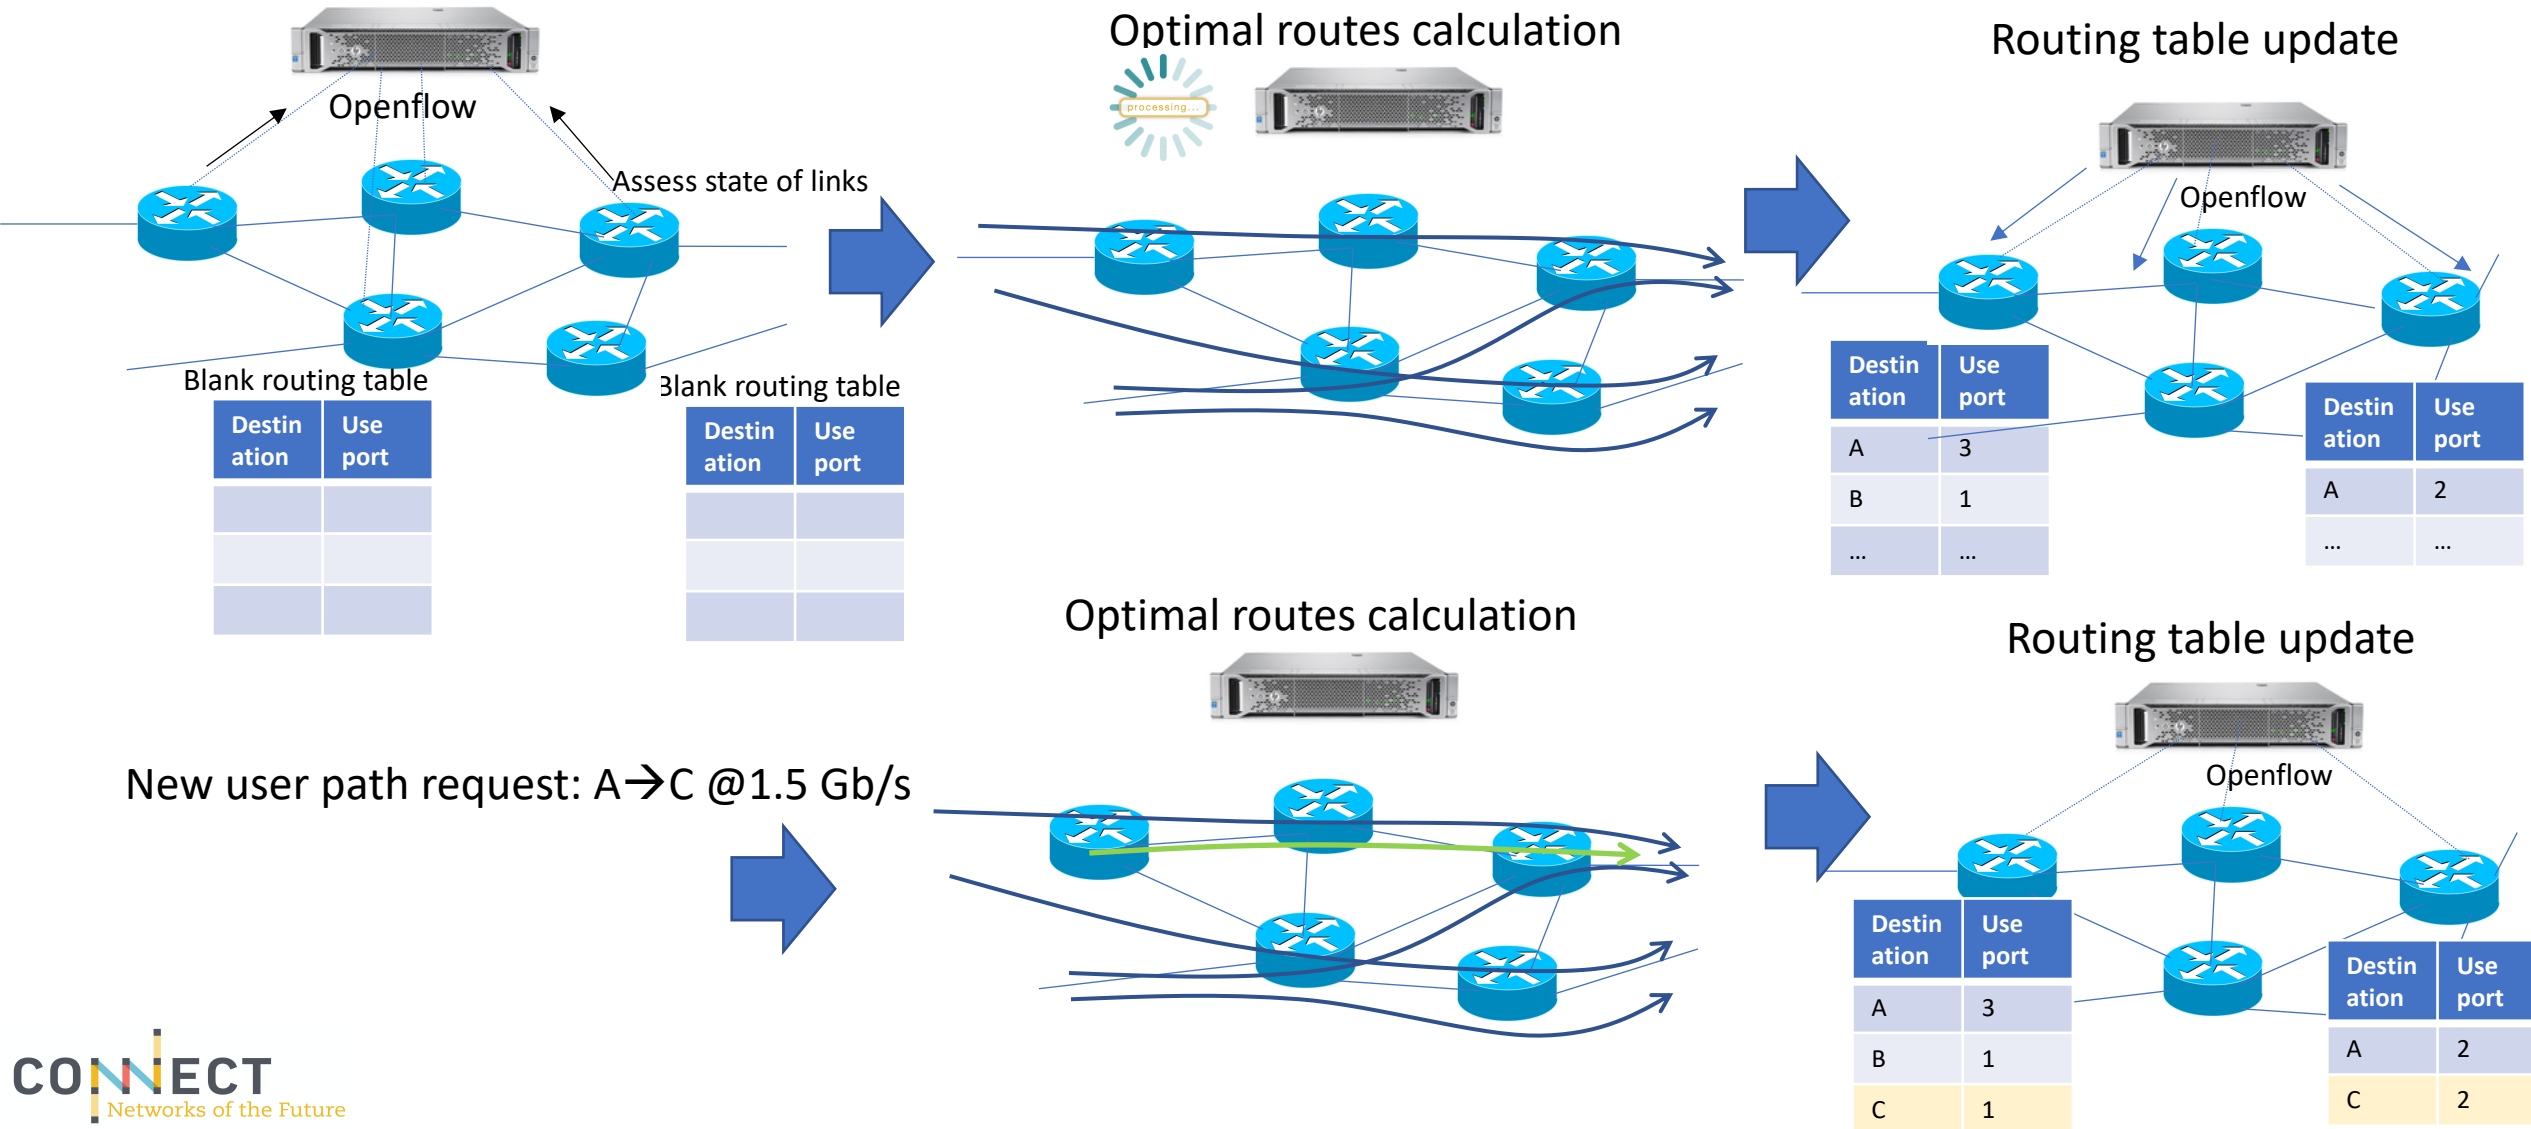 Openflow
Assess state of links
Blank routing table
Destin
ation
Use
port
Blank routing table
Destin
ation
Use
port
Optimal routes calculation
processing...
Routing table update
Openflow
Destin
ation
Use
port
A 3
B 1
... ...
Destin
ation
Use
port
A 2
... ...
New user path request: A→C @1.5 Gb/s
Optimal routes calculation
Routing table update
Openflow
Destin
ation
Use
port
A 3
B 1
C 1
Destin
ation
Use
port
A 2
C 2
CONNECT
Networks of the Future